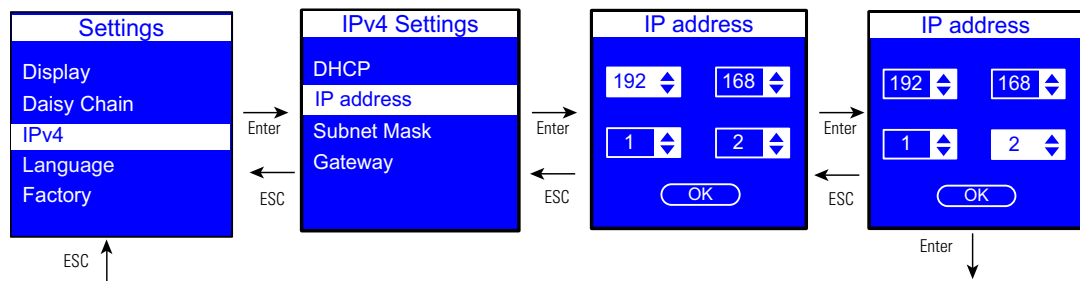 Settings
Display
Daisy Chain
IPv4
Language
Factory
Enter
ESC
IPv4 Settings
DHCP
IP address
Subnet Mask
Gateway
Enter
ESC
IP address
192 168
1 2
OK
Enter
ESC
IP address
192 168
1 2
OK
ESC
Enter